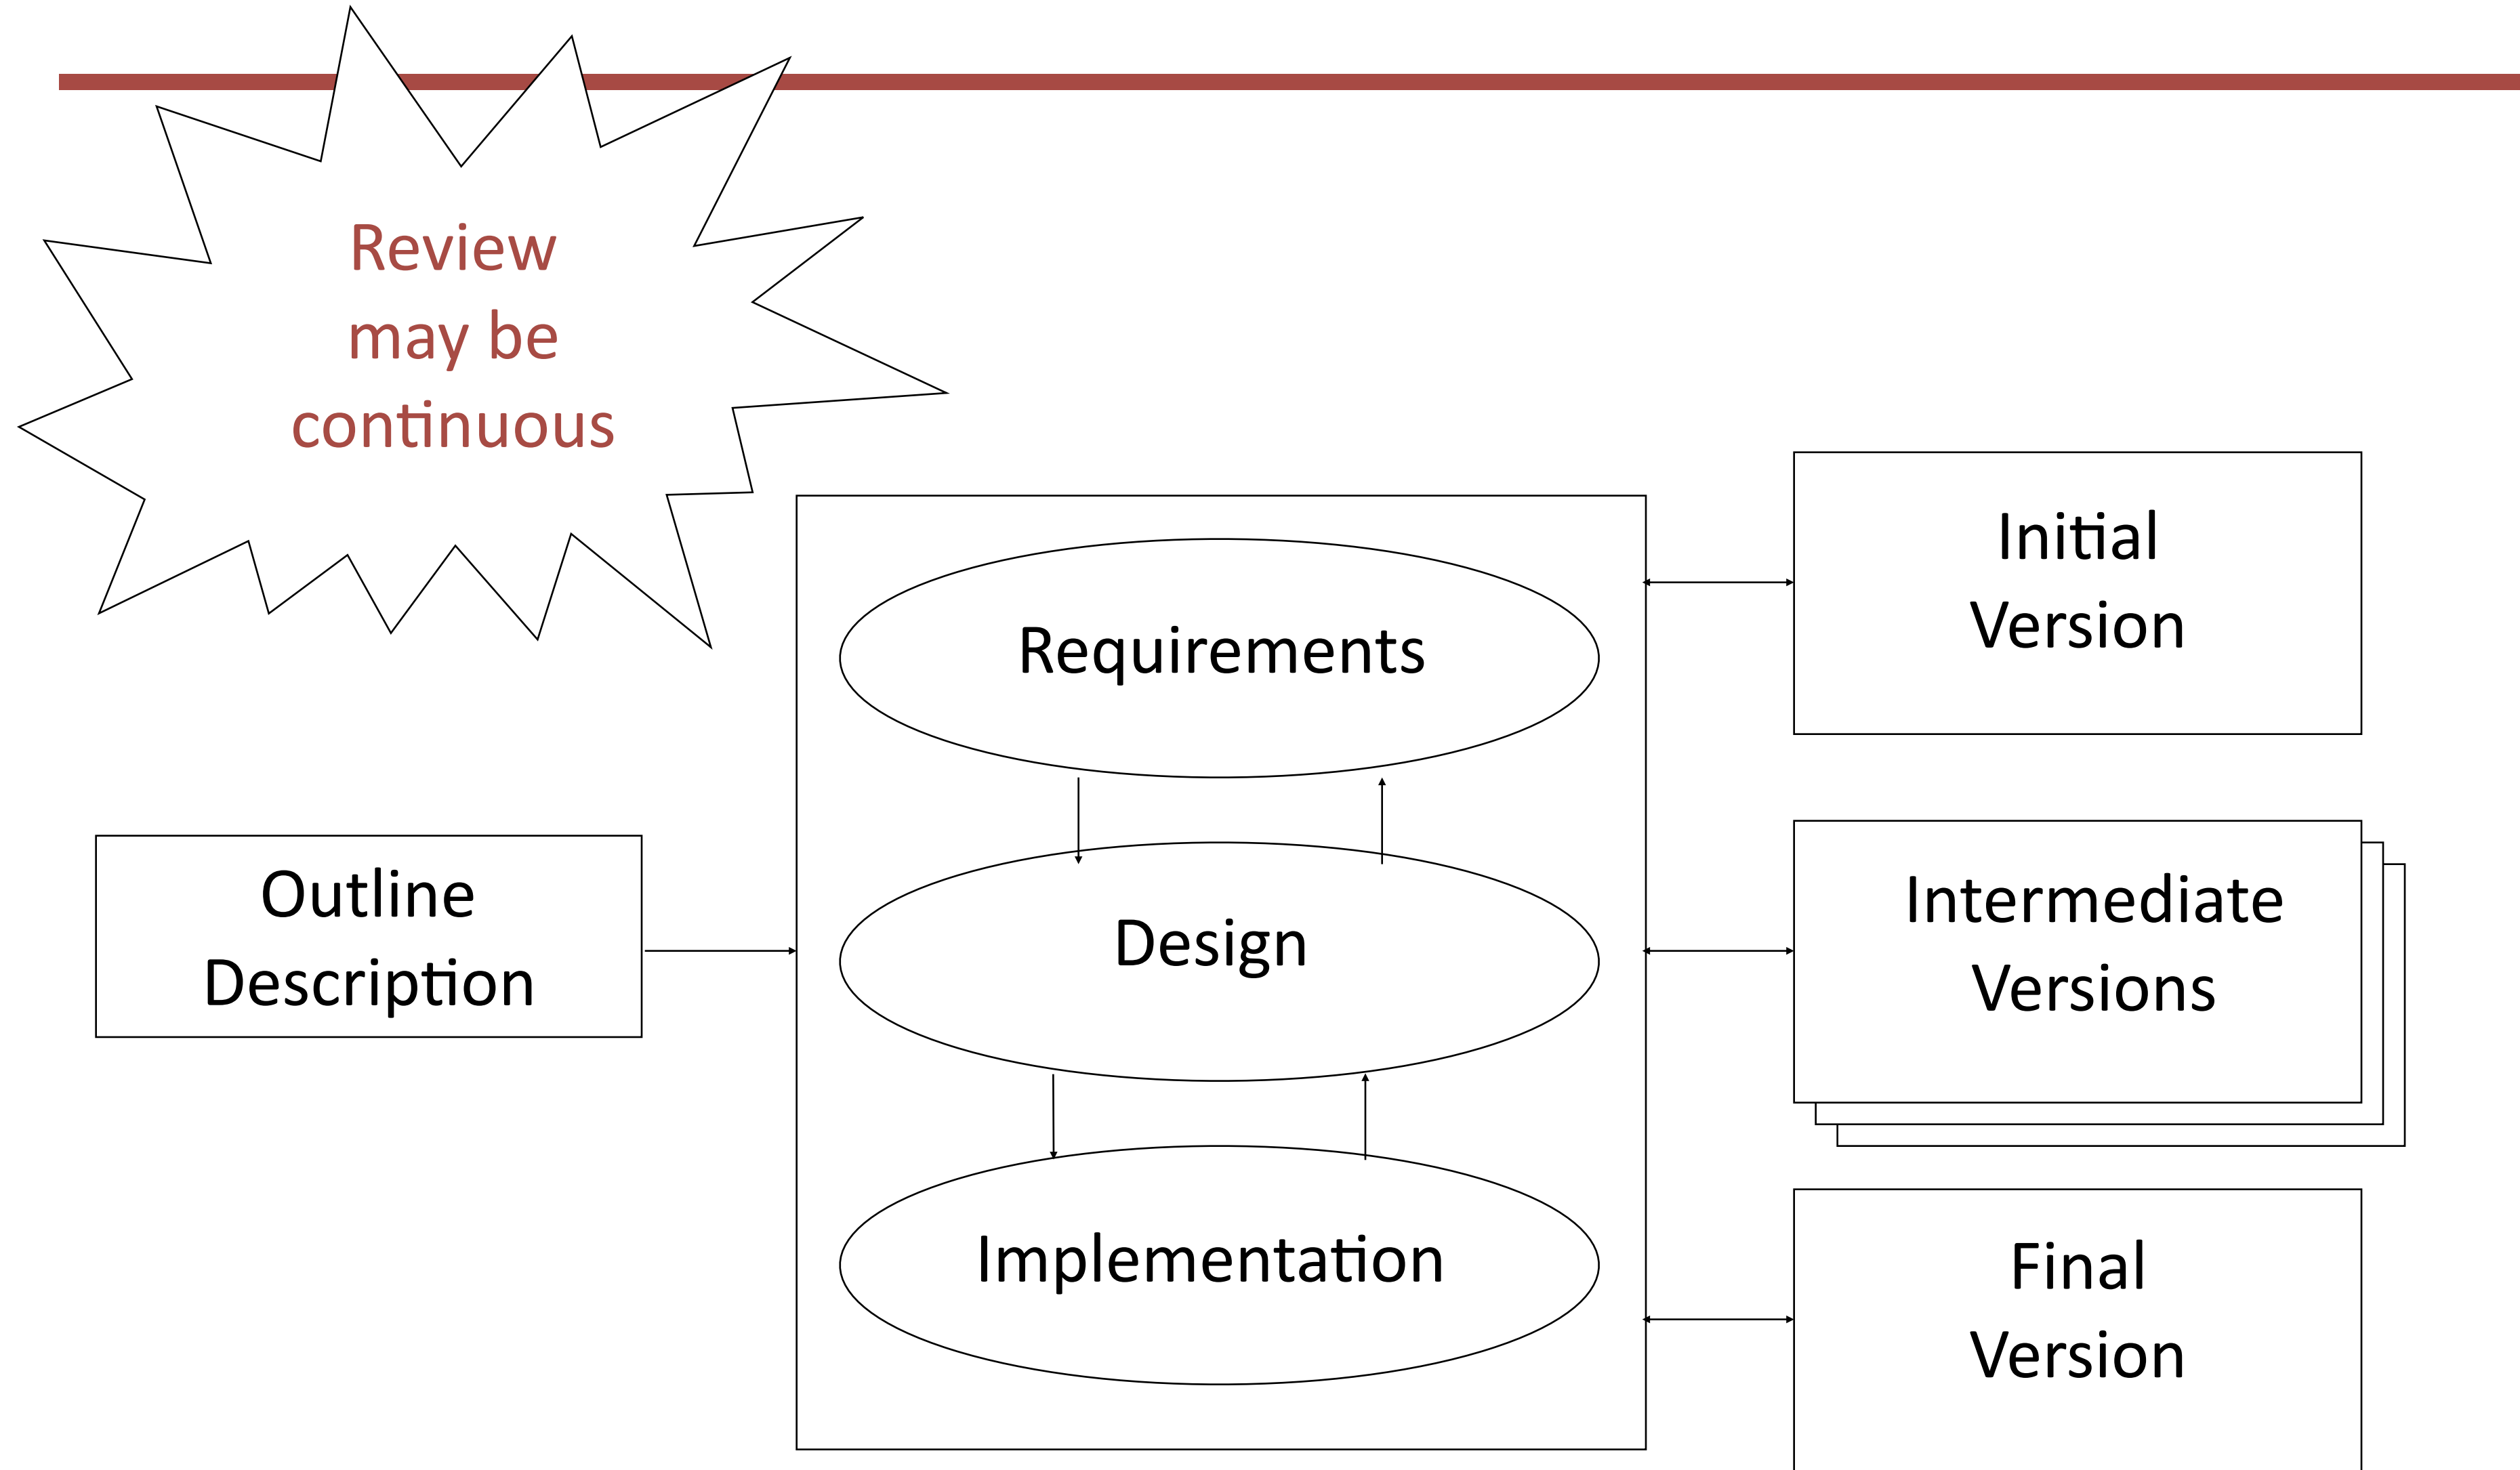 Review
may be
continuous
Requirements
Design
Implementation
Outline
Description
Initial
Version
Intermediate
Versions
Final
Version